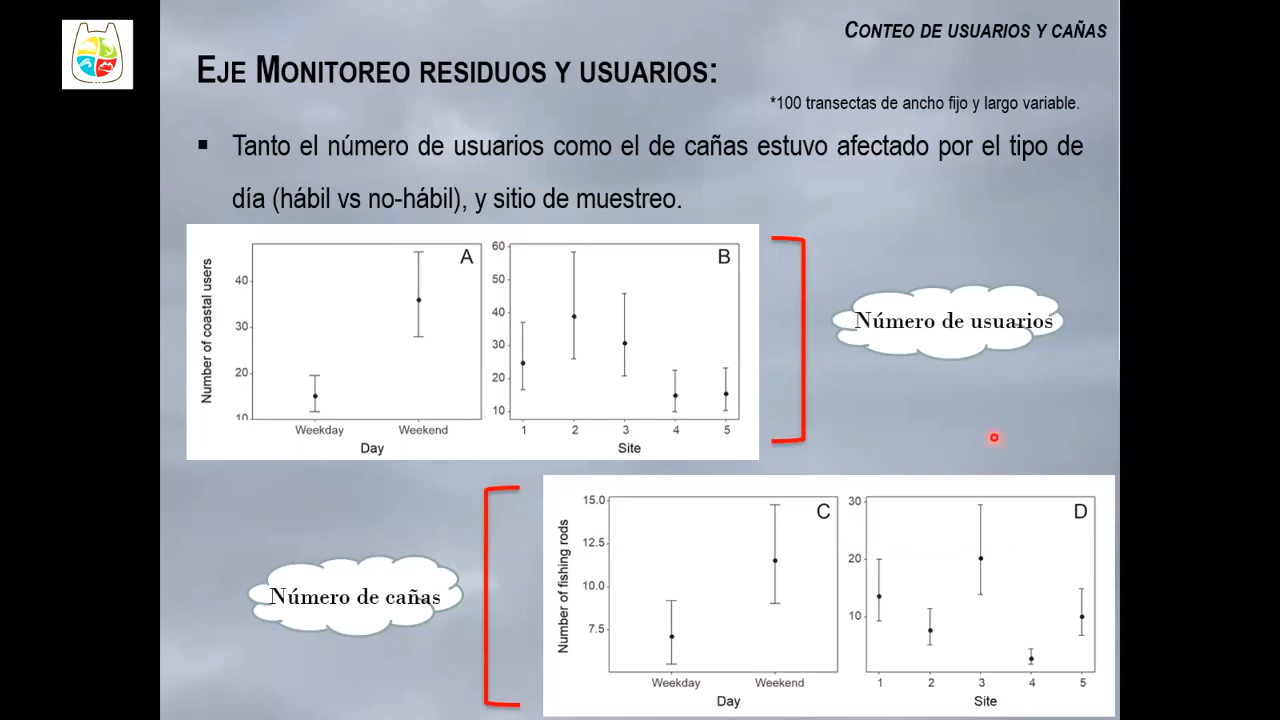 CONTEO DE USUARIOS Y CAÑAS
EJE MONITOREO RESIDUOS Y USUARIOS:
*100 transectas de ancho fijo y largo variable.
▪ Tanto el número de usuarios como el de cañas estuvo afectado por el tipo de
día (hábil vs no-hábil), y sitio de muestreo.
A
Number of coastal users
40
30
20
10
Weekday Weekend
Day
B
60
50
40
30
20
10
1 2 3 4 5
Site
Número de usuarios
Número de cañas
C
Number of fishing rods
15.0
12.5
10.0
7.5
Weekday Weekend
Day
D
30
20
10
1 2 3 4 5
Site